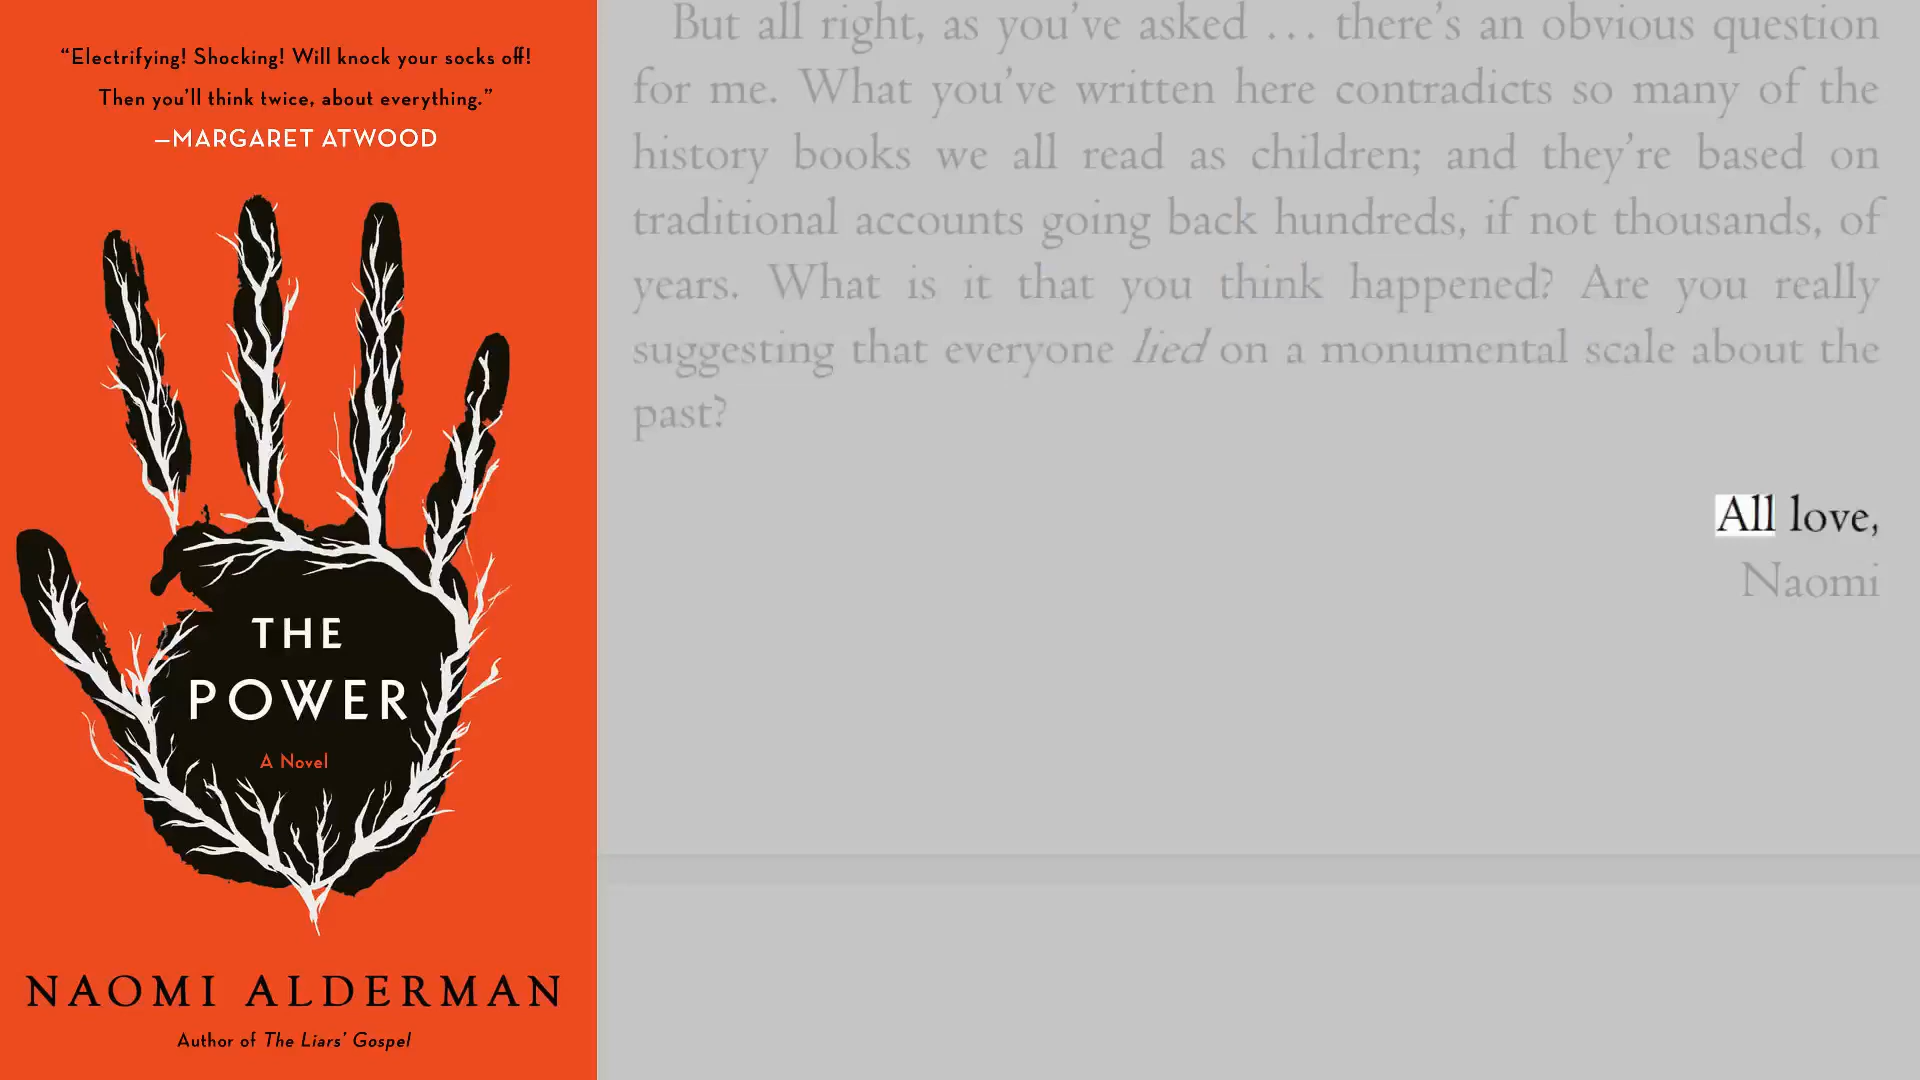 “Electrifying! Shocking! Will knock your socks off!
Then you’ll think twice, about everything.”
—MARGARET ATWOOD
THE
POWER
A Novel
NAOMI ALDERMAN
Author of The Liars’ Gospel
But all right, as you’ve asked … there’s an obvious question
for me. What you’ve written here contradicts so many of the
history books we all read as children; and they’re based on
traditional accounts going back hundreds, if not thousands, of
years. What is it that you think happened? Are you really
suggesting that everyone lied on a monumental scale about the
past?
All love,
Naomi